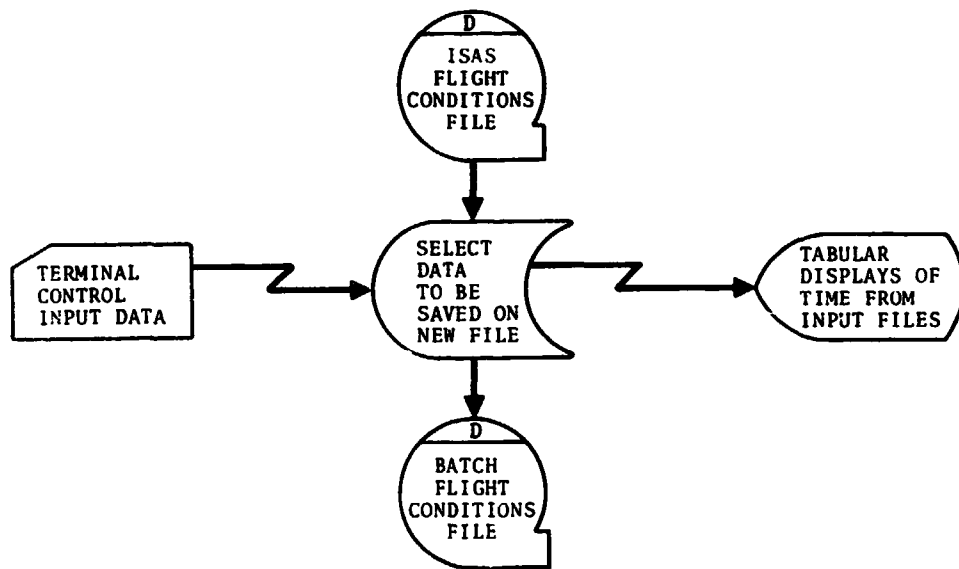 D
ISAS
FLIGHT
CONDITIONS
FILE
TERMINAL
CONTROL
INPUT DATA
SELECT
DATA
TO BE
SAVED ON
NEW FILE
TABULAR
DISPLAYS OF
TIME FROM
INPUT FILES
D
BATCH
FLIGHT
CONDITIONS
FILE